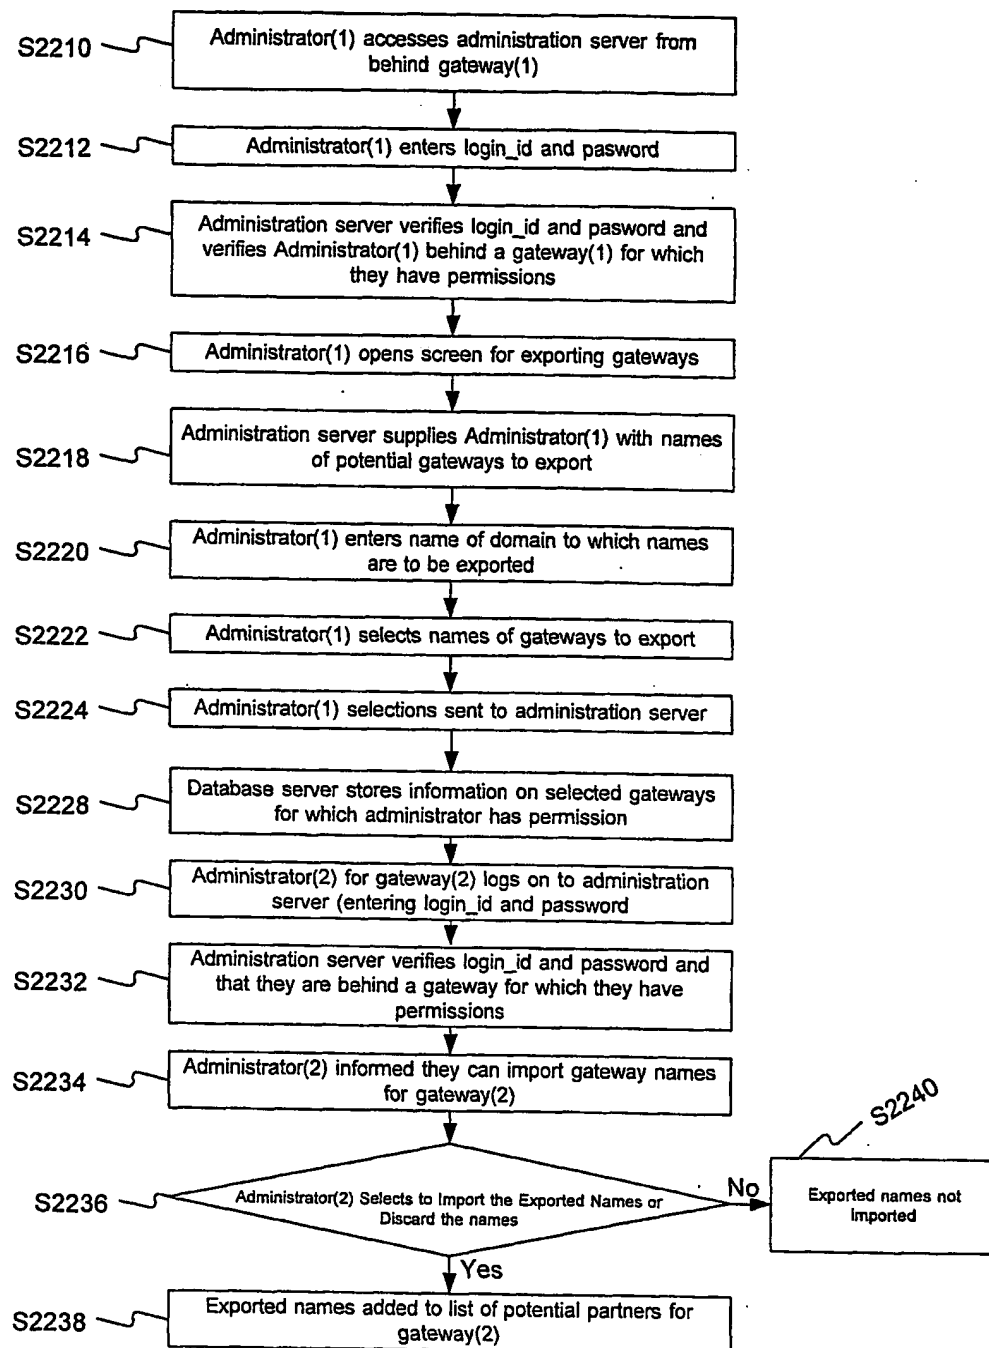 S2210
Administrator(1) accesses administration server from
behind gateway(1)
S2212
Administrator(1) enters login_id and pasword
S2214
Administration server verifies login_id and pasword and
verifies Administrator(1) behind a gateway(1) for which
they have permissions
S2216
Administrator(1) opens screen for exporting gateways
S2218
Administration server supplies Administrator(1) with names
of potential gateways to export
S2220
Administrator(1) enters name of domain to which names
are to be exported
S2222
Administrator(1) selects names of gateways to export
S2224
Administrator(1) selections sent to administration server
S2228
Database server stores information on selected gateways
for which administrator has permission
S2230
Administrator(2) for gateway(2) logs on to administration
server (entering login_id and password
S2232
Administration server verifies login_id and password and
that they are behind a gateway for which they have
permissions
S2234
Administrator(2) informed they can import gateway names
for gateway(2)
S2236
Administrator(2) Selects to Import the Exported Names or
Discard the names
No
S2240
Exported names not
imported
Yes
S2238
Exported names added to list of potential partners for
gateway(2)